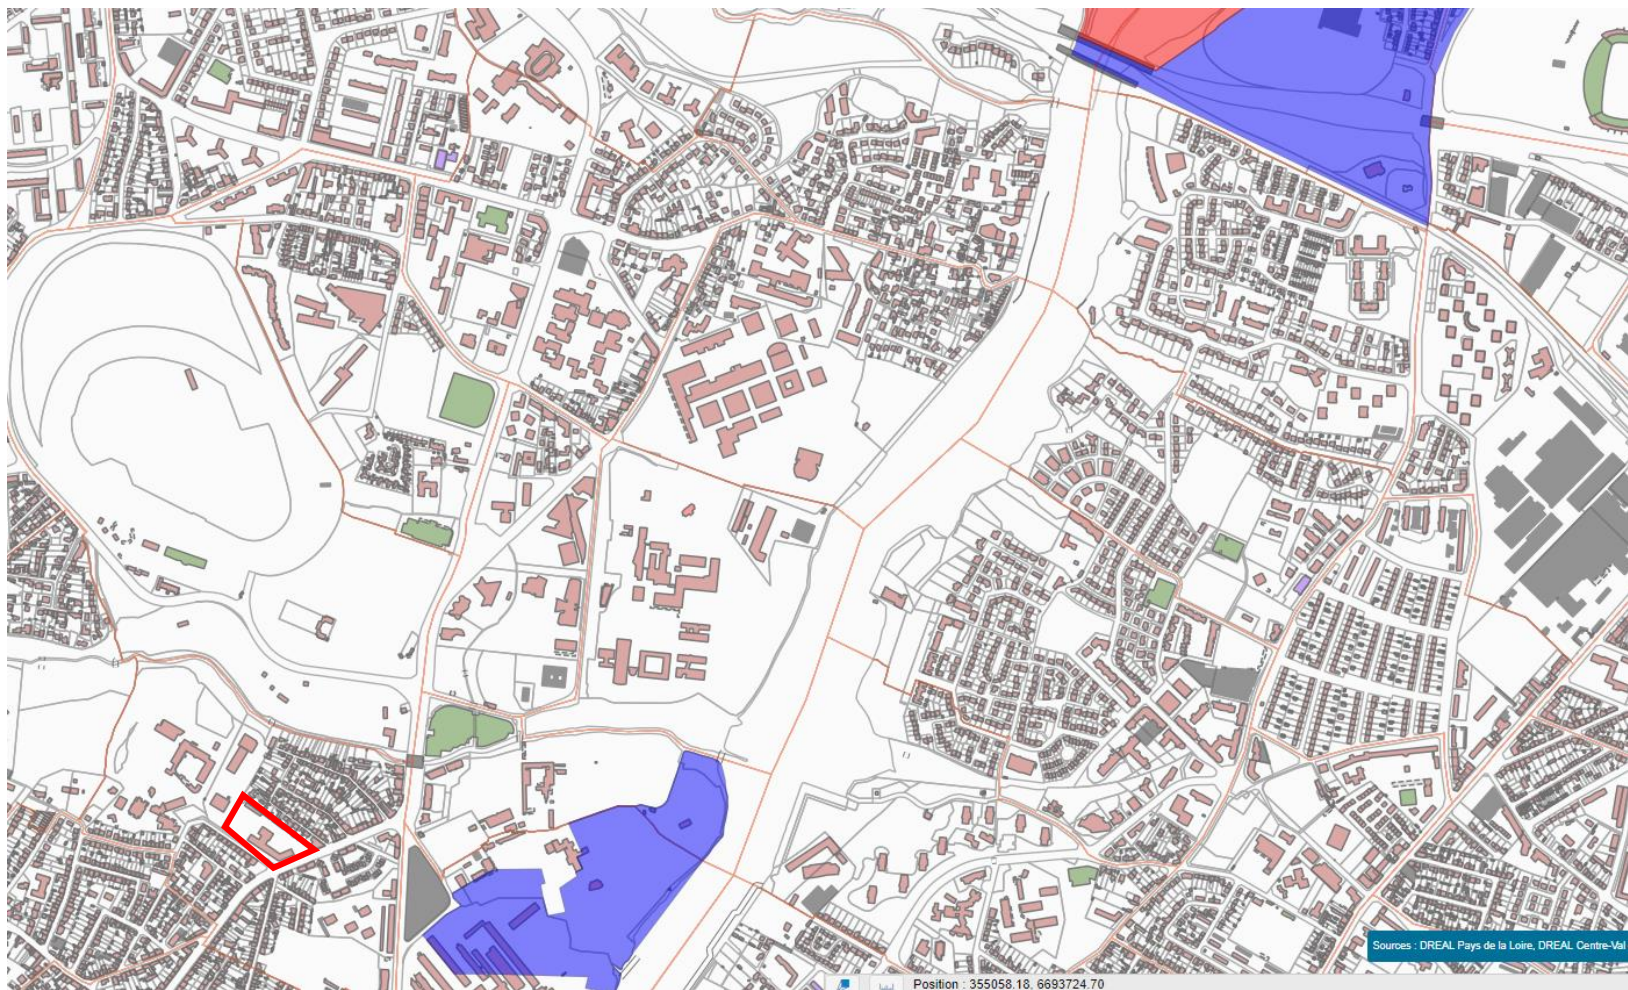 Sources : DREAL Pays de la Loire, DREAL Centre-Val
Position : 355058.18, 6693724.70